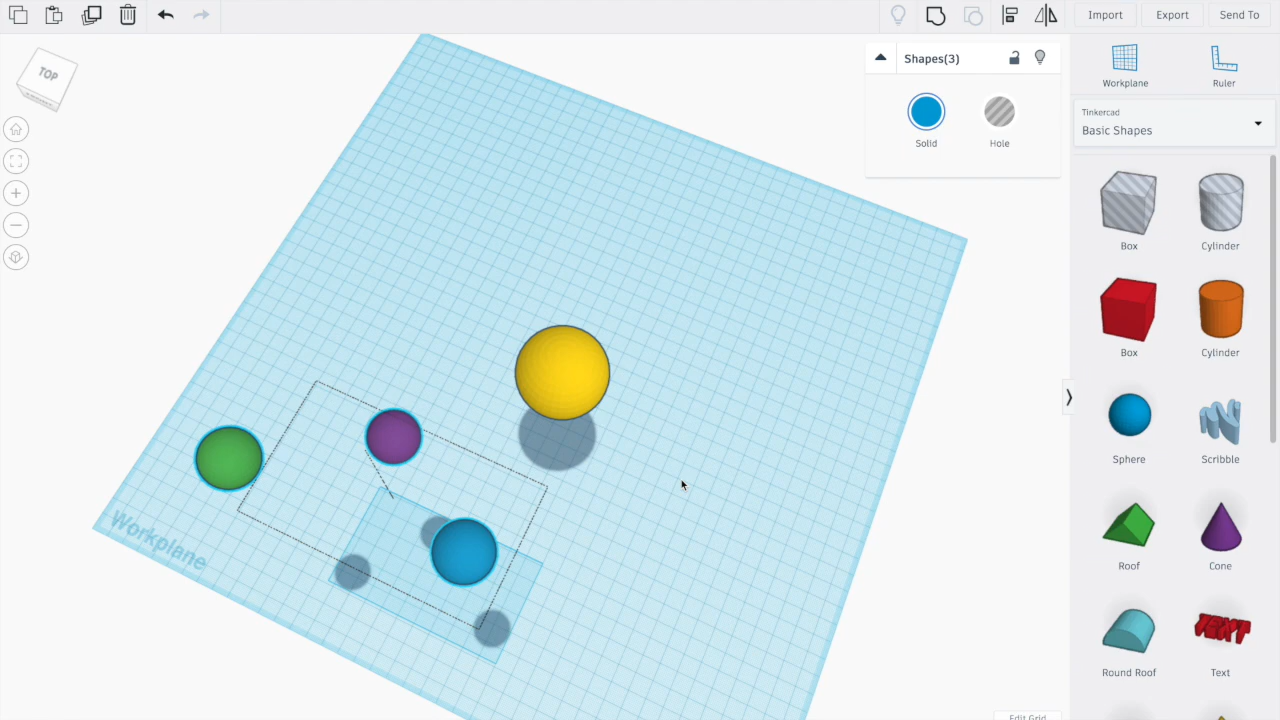 Import
Export
Send To
TOP
Shapes(3)
Solid
Hole
Workplane
Ruler
Tinkercad
Basic Shapes
Box
Cylinder
Box
Cylinder
Sphere
Scribble
Roof
Cone
TEXT
Round Roof
Text
Workplane
Edit Grid